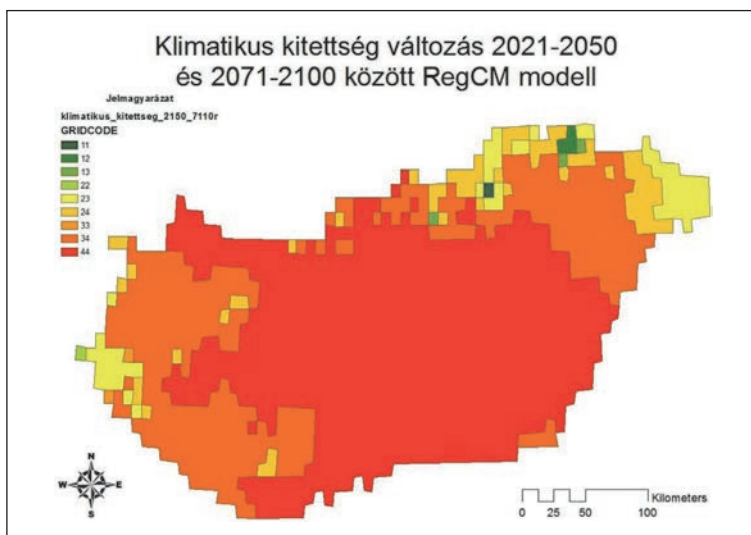 Klimatikus kitettség változás 2021-2050
és 2071-2100 között RegCM modell
Jelmagyarázat
klimatikus_kitettseg_2150_7110r
GRIDCODE
11
12
13
22
23
24
33
34
44
N
W E
S
Kilometers
0 25 50 100